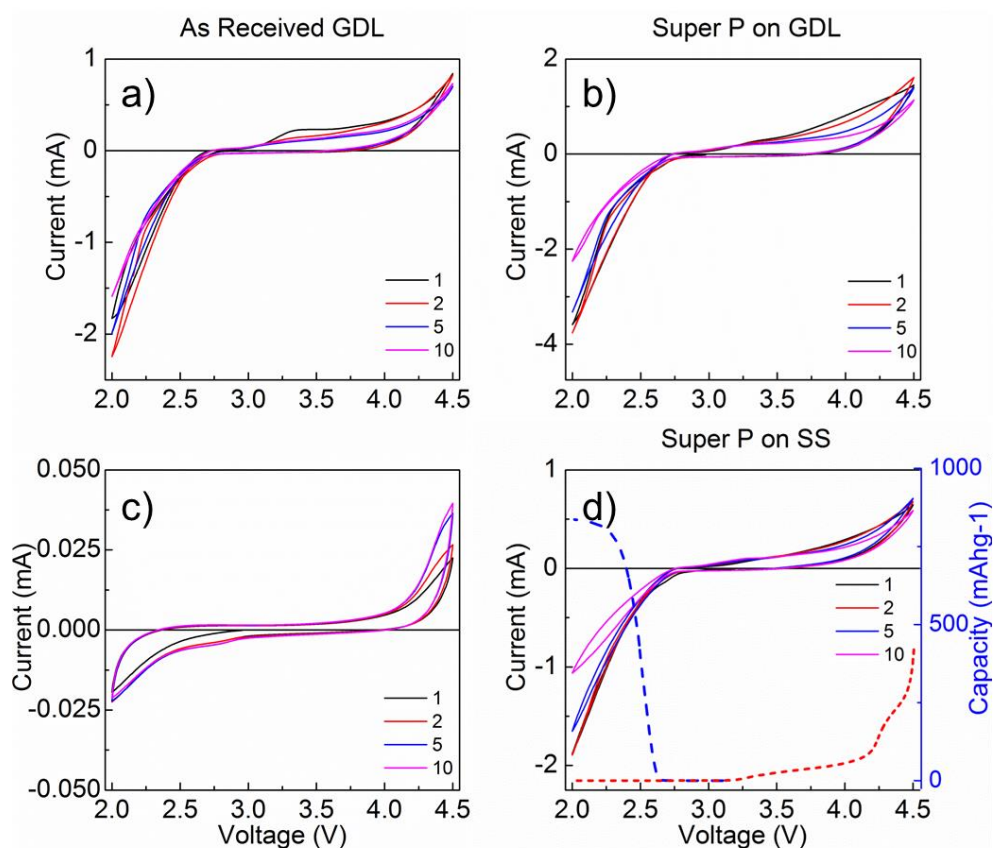 As Received GDL
a)
Current (mA)
1
0
-1
-2
2.0 2.5 3.0 3.5 4.0 4.5
1
2
5
10
Super P on GDL
b)
Current (mA)
2
0
-2
-4
2.0 2.5 3.0 3.5 4.0 4.5
1
2
5
10
c)
Current (mA)
0.050
0.025
0.000
-0.025
-0.050
2.0 2.5 3.0 3.5 4.0 4.5
Voltage (V)
1
2
5
10
Super P on SS
d)
Current (mA)
1
0
-1
-2
2.0 2.5 3.0 3.5 4.0 4.5
Voltage (V)
1
2
5
10
1000
500
0
Capacity (mAhg-1)